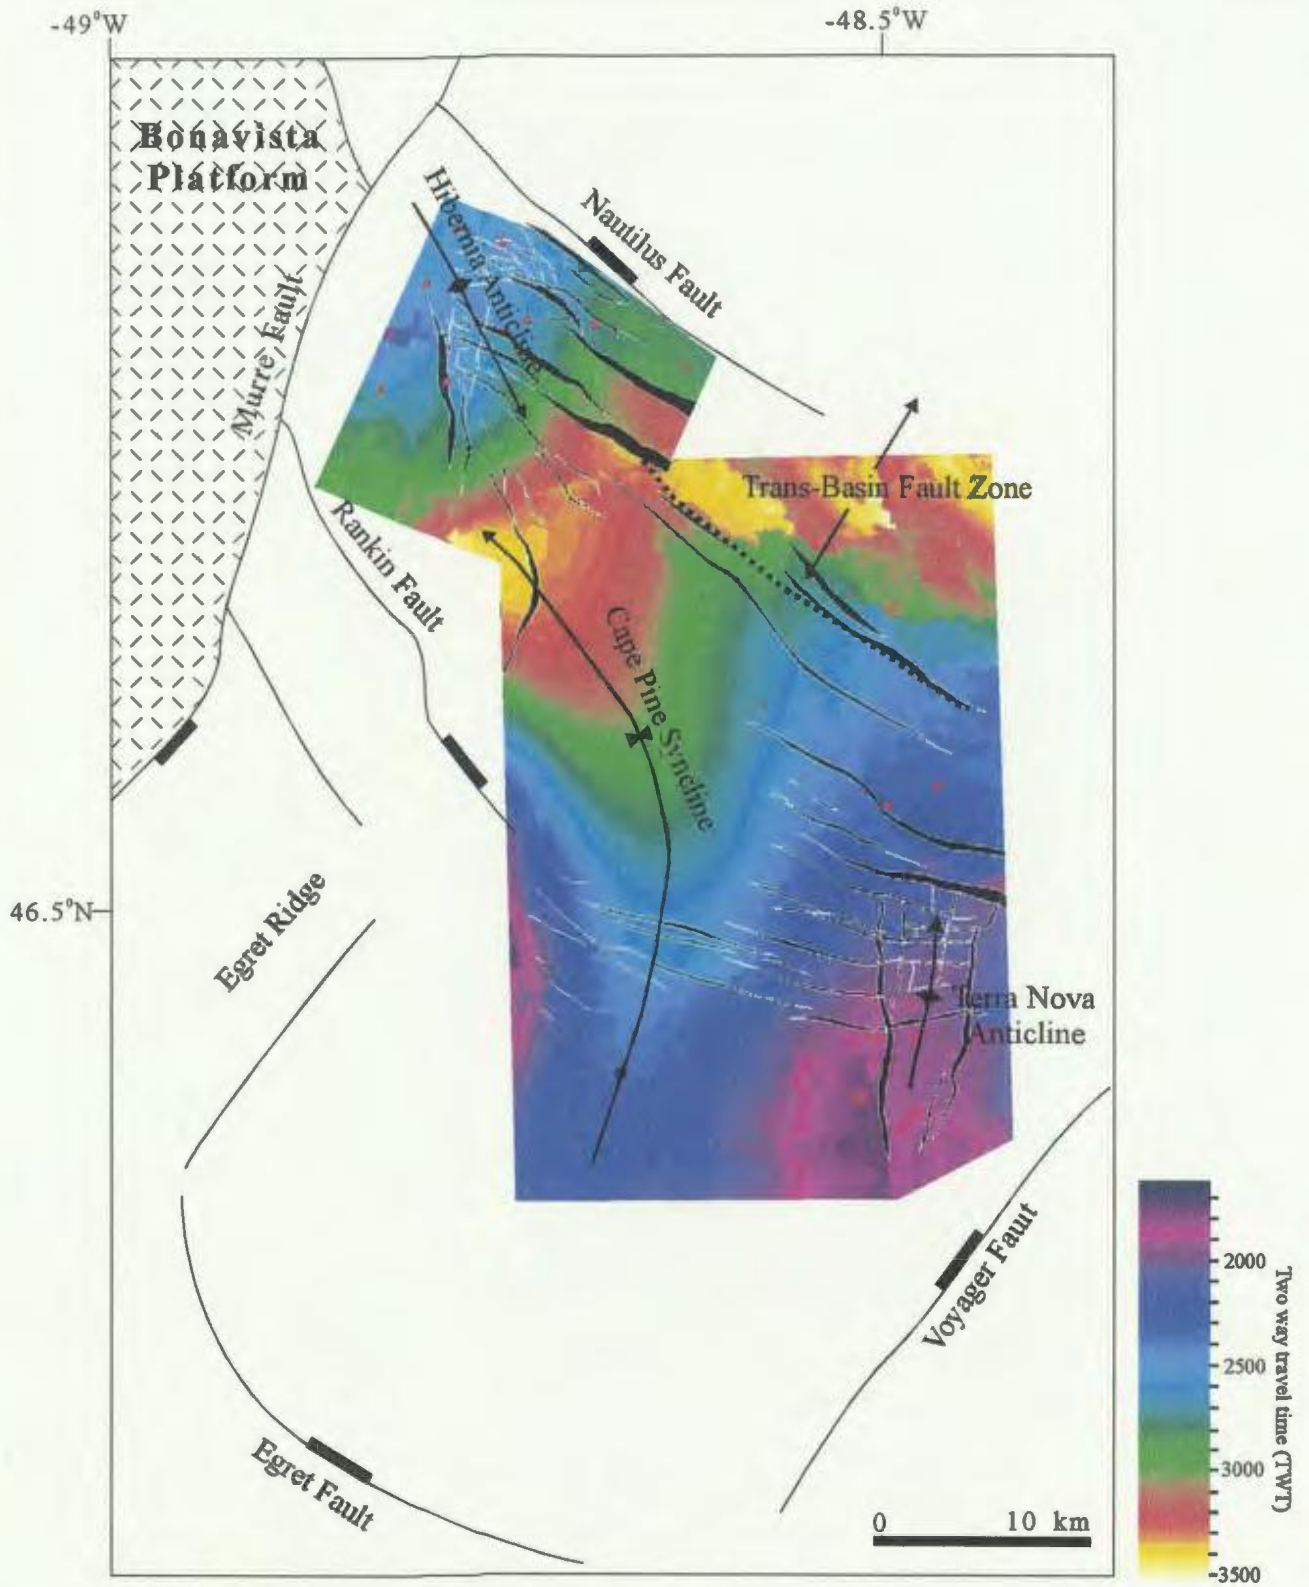 -49°W
-48.5°W
Bonavista
Platform
Hibernia Anticline
Nautilus Fault
Murre Fault
Trans-Basin Fault Zone
Rankin Fault
Cape Pine Syncline
Egret Ridge
46.5°N
Terra Nova
Anticline
Voyager Fault
Egret Fault
0 10 km
2000
2500
3000
3500
Two way travel time (TWT)